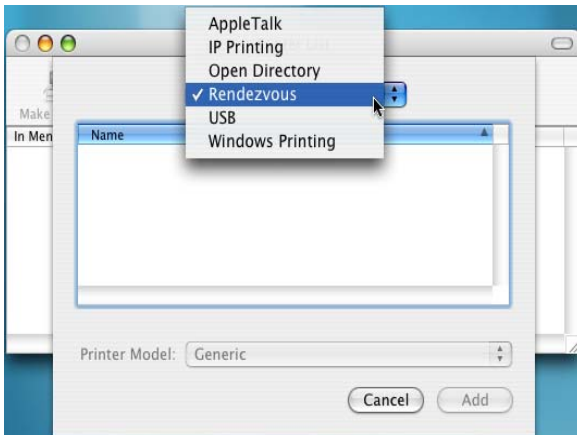 AppleTalk
IP Printing
Open Directory
✓ Rendezvous
USB
Windows Printing
Make
In Men
Name
Printer Model: Generic
Cancel Add